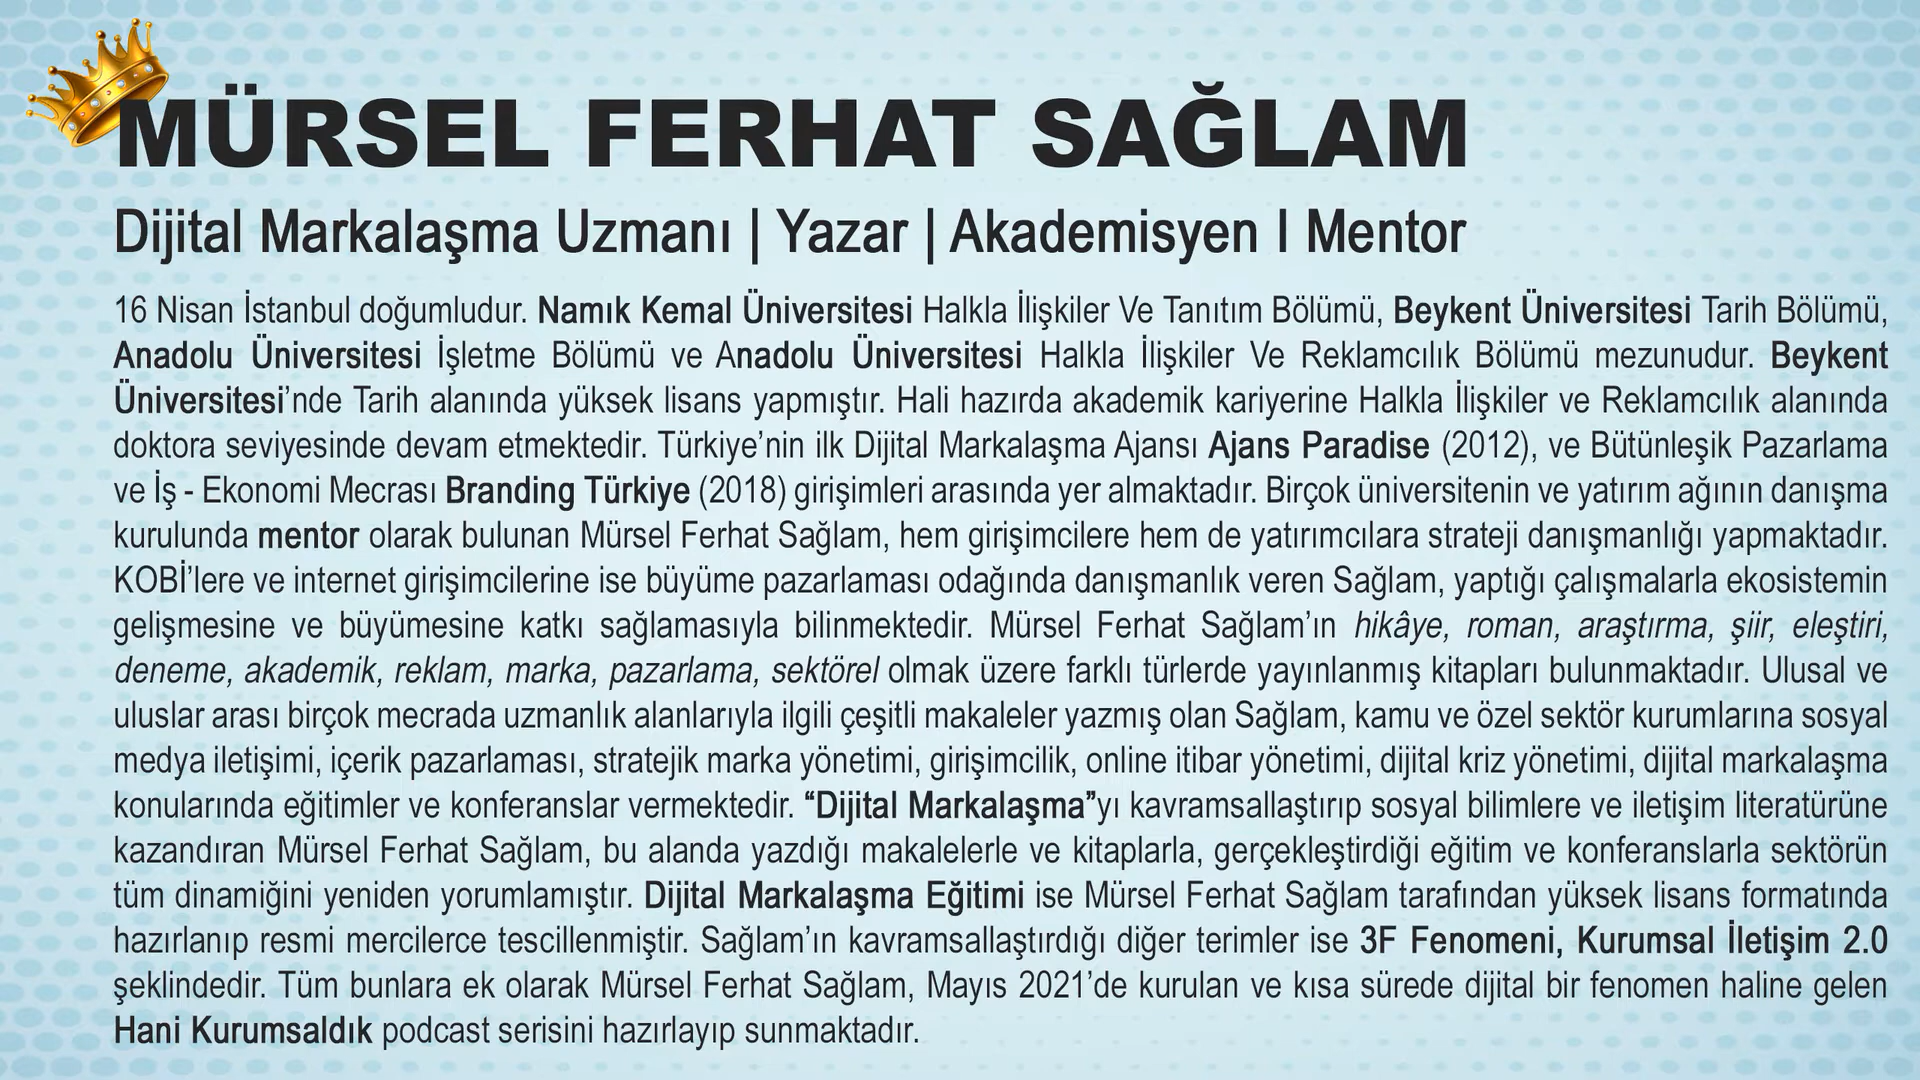 MÜRSEL FERHAT SAĞLAM
Dijital Markalaşma Uzmanı | Yazar | Akademisyen I Mentor
16 Nisan İstanbul doğumludur. Namık Kemal Üniversitesi Halkla İlişkiler Ve Tanıtım Bölümü, Beykent Üniversitesi Tarih Bölümü,
Anadolu Üniversitesi İşletme Bölümü ve Anadolu Üniversitesi Halkla İlişkiler Ve Reklamcılık Bölümü mezunudur. Beykent
Üniversitesi’nde Tarih alanında yüksek lisans yapmıştır. Hali hazırda akademik kariyerine Halkla İlişkiler ve Reklamcılık alanında
doktora seviyesinde devam etmektedir. Türkiye’nin ilk Dijital Markalaşma Ajansı Ajans Paradise (2012), ve Bütünleşik Pazarlama
ve İş - Ekonomi Mecrası Branding Türkiye (2018) girişimleri arasında yer almaktadır. Birçok üniversitenin ve yatırım ağının danışma
kurulunda mentor olarak bulunan Mürsel Ferhat Sağlam, hem girişimcilere hem de yatırımcılara strateji danışmanlığı yapmaktadır.
KOBİ’lere ve internet girişimcilerine ise büyüme pazarlaması odağında danışmanlık veren Sağlam, yaptığı çalışmalarla ekosistemin
gelişmesine ve büyümesine katkı sağlamasıyla bilinmektedir. Mürsel Ferhat Sağlam’ın hikâye, roman, araştırma, şiir, eleştiri,
deneme, akademik, reklam, marka, pazarlama, sektörel olmak üzere farklı türlerde yayınlanmış kitapları bulunmaktadır. Ulusal ve
uluslar arası birçok mecrada uzmanlık alanlarıyla ilgili çeşitli makaleler yazmış olan Sağlam, kamu ve özel sektör kurumlarına sosyal
medya iletişimi, içerik pazarlaması, stratejik marka yönetimi, girişimcilik, online itibar yönetimi, dijital kriz yönetimi, dijital markalaşma
konularında eğitimler ve konferanslar vermektedir. “Dijital Markalaşma”yı kavramsallaştırıp sosyal bilimlere ve iletişim literatürüne
kazandıran Mürsel Ferhat Sağlam, bu alanda yazdığı makalelerle ve kitaplarla, gerçekleştirdiği eğitim ve konferanslarla sektörün
tüm dinamiğini yeniden yorumlamıştır. Dijital Markalaşma Eğitimi ise Mürsel Ferhat Sağlam tarafından yüksek lisans formatında
hazırlanıp resmi mercilerce tescillenmiştir. Sağlam’ın kavramsallaştırdığı diğer terimler ise 3F Fenomeni, Kurumsal İletişim 2.0
şeklindedir. Tüm bunlara ek olarak Mürsel Ferhat Sağlam, Mayıs 2021’de kurulan ve kısa sürede dijital bir fenomen haline gelen
Hani Kurumsaldık podcast serisini hazırlayıp sunmaktadır.